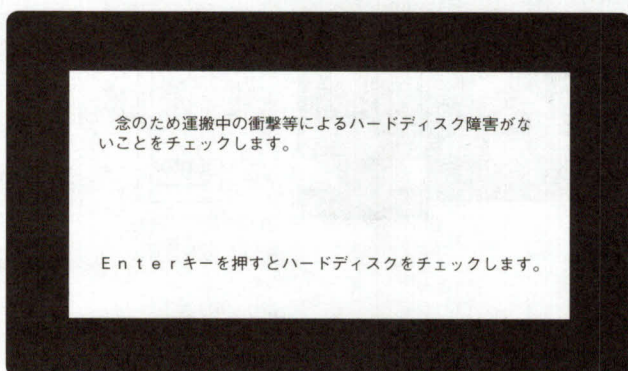 念のため運搬中の衝撃等によるハードディスク障害がな
いことをチェックします。
Ｅｎｔｅｒキーを押すとハードディスクをチェックします。